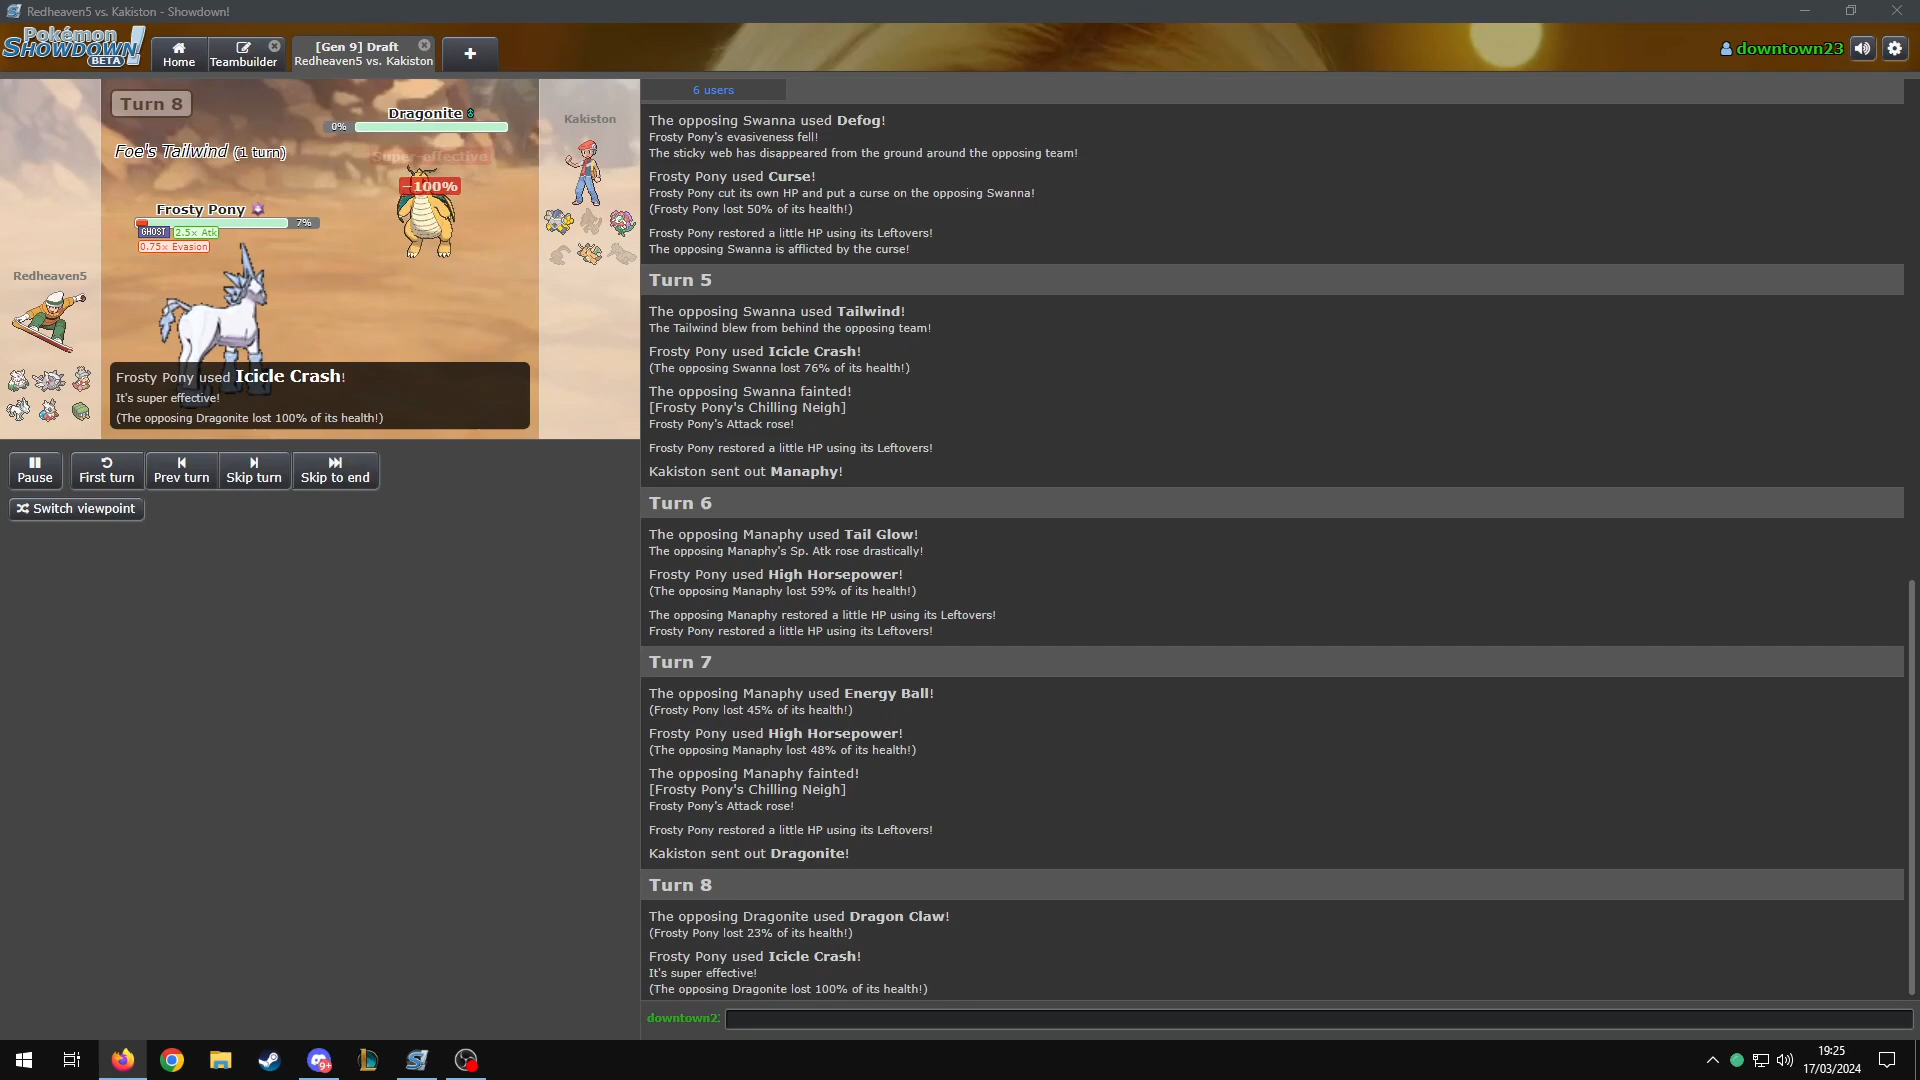 Redheaven5 vs. Kakiston - Showdown!
Pokémon
SHOWDOWN!
BETA
Home
Teambuilder
[Gen 9] Draft
Redheaven5 vs. Kakiston
downtown23
Turn 8
Foe's Tailwind (1 turn)
Dragonite
0%
Super-effective
−100%
Frosty Pony
7%
GHOST 2.5× Atk
0.75× Evasion
Redheaven5
Kakiston
Frosty Pony used Icicle Crash!
It's super effective!
(The opposing Dragonite lost 100% of its health!)
Pause
First turn
Prev turn
Skip turn
Skip to end
Switch viewpoint
6 users
The opposing Swanna used Defog!
Frosty Pony's evasiveness fell!
The sticky web has disappeared from the ground around the opposing team!
Frosty Pony used Curse!
Frosty Pony cut its own HP and put a curse on the opposing Swanna!
(Frosty Pony lost 50% of its health!)
Frosty Pony restored a little HP using its Leftovers!
The opposing Swanna is afflicted by the curse!
Turn 5
The opposing Swanna used Tailwind!
The Tailwind blew from behind the opposing team!
Frosty Pony used Icicle Crash!
(The opposing Swanna lost 76% of its health!)
The opposing Swanna fainted!
[Frosty Pony's Chilling Neigh]
Frosty Pony's Attack rose!
Frosty Pony restored a little HP using its Leftovers!
Kakiston sent out Manaphy!
Turn 6
The opposing Manaphy used Tail Glow!
The opposing Manaphy's Sp. Atk rose drastically!
Frosty Pony used High Horsepower!
(The opposing Manaphy lost 59% of its health!)
The opposing Manaphy restored a little HP using its Leftovers!
Frosty Pony restored a little HP using its Leftovers!
Turn 7
The opposing Manaphy used Energy Ball!
(Frosty Pony lost 45% of its health!)
Frosty Pony used High Horsepower!
(The opposing Manaphy lost 48% of its health!)
The opposing Manaphy fainted!
[Frosty Pony's Chilling Neigh]
Frosty Pony's Attack rose!
Frosty Pony restored a little HP using its Leftovers!
Kakiston sent out Dragonite!
Turn 8
The opposing Dragonite used Dragon Claw!
(Frosty Pony lost 23% of its health!)
Frosty Pony used Icicle Crash!
It's super effective!
(The opposing Dragonite lost 100% of its health!)
downtown2:
9+
19:25
17/03/2024